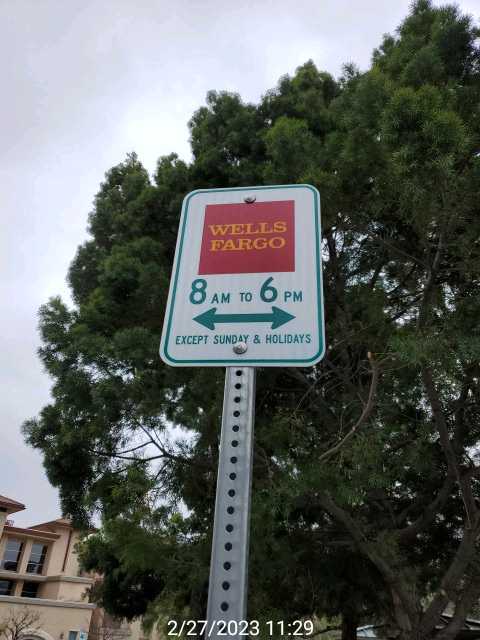 WELLS
FARGO
8 AM TO 6 PM
EXCEPT SUNDAY & HOLIDAYS
2/27/2023 11:29